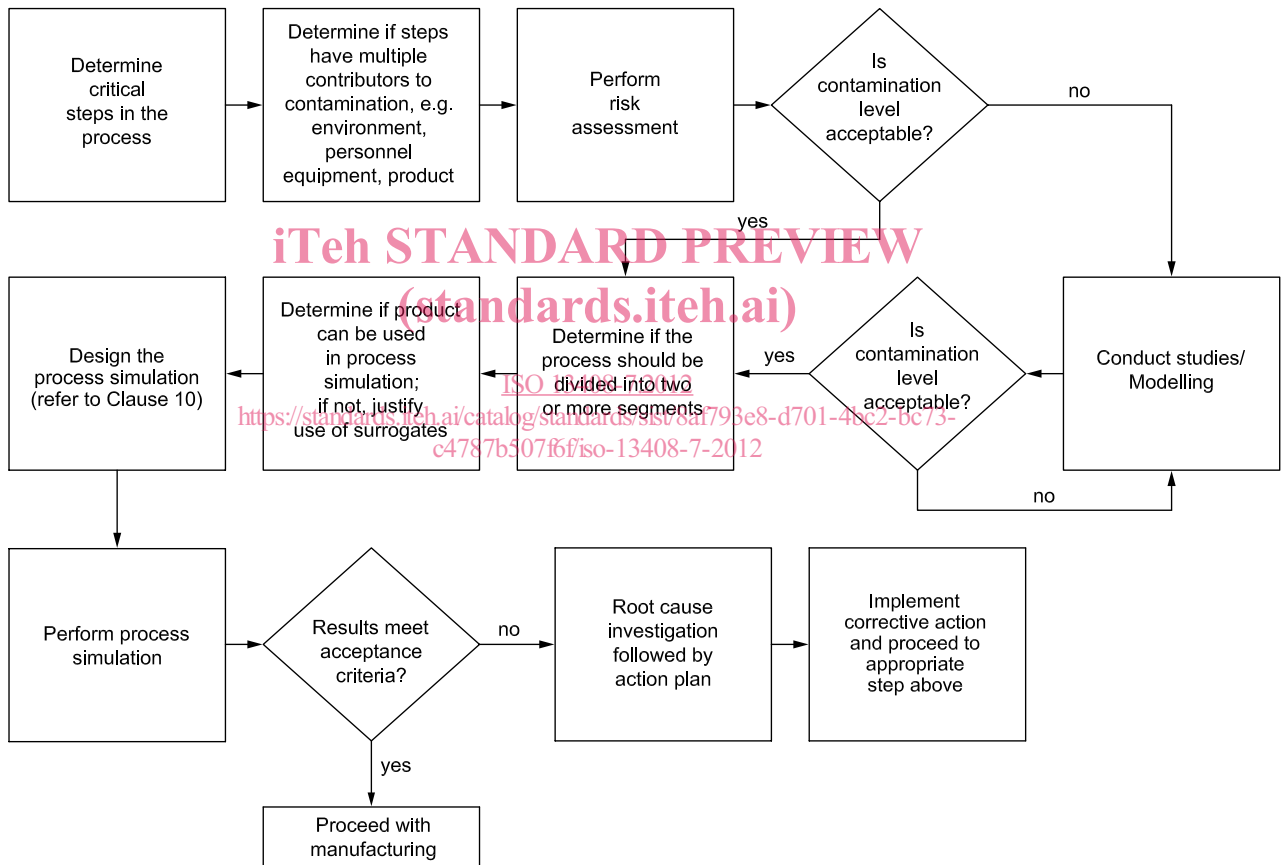 Determine
critical
steps in the
process
Determine if steps
have multiple
contributors to
contamination, e.g.
environment,
personnel
equipment, product
Perform
risk
assessment
Is
contamination
level
acceptable?
no
yes
iTeh STANDARD PREVIEW
(standards.iteh.ai)
Design the
process simulation
(refer to Clause 10)
Determine if product
can be used
in process
simulation;
if not, justify
use of surrogates
Determine if the
process should be
divided into two
or more segments
yes
Is
contamination
level
acceptable?
Conduct studies/
Modelling
no
ISO 13408-7:2012
https://standards.iteh.ai/catalog/standards/sist/8af793e8-d701-4bc2-bc73-
c4787b507f6f/iso-13408-7-2012
Perform process
simulation
Results meet
acceptance
criteria?
no
Root cause
investigation
followed by
action plan
Implement
corrective action
and proceed to
appropriate
step above
yes
Proceed with
manufacturing